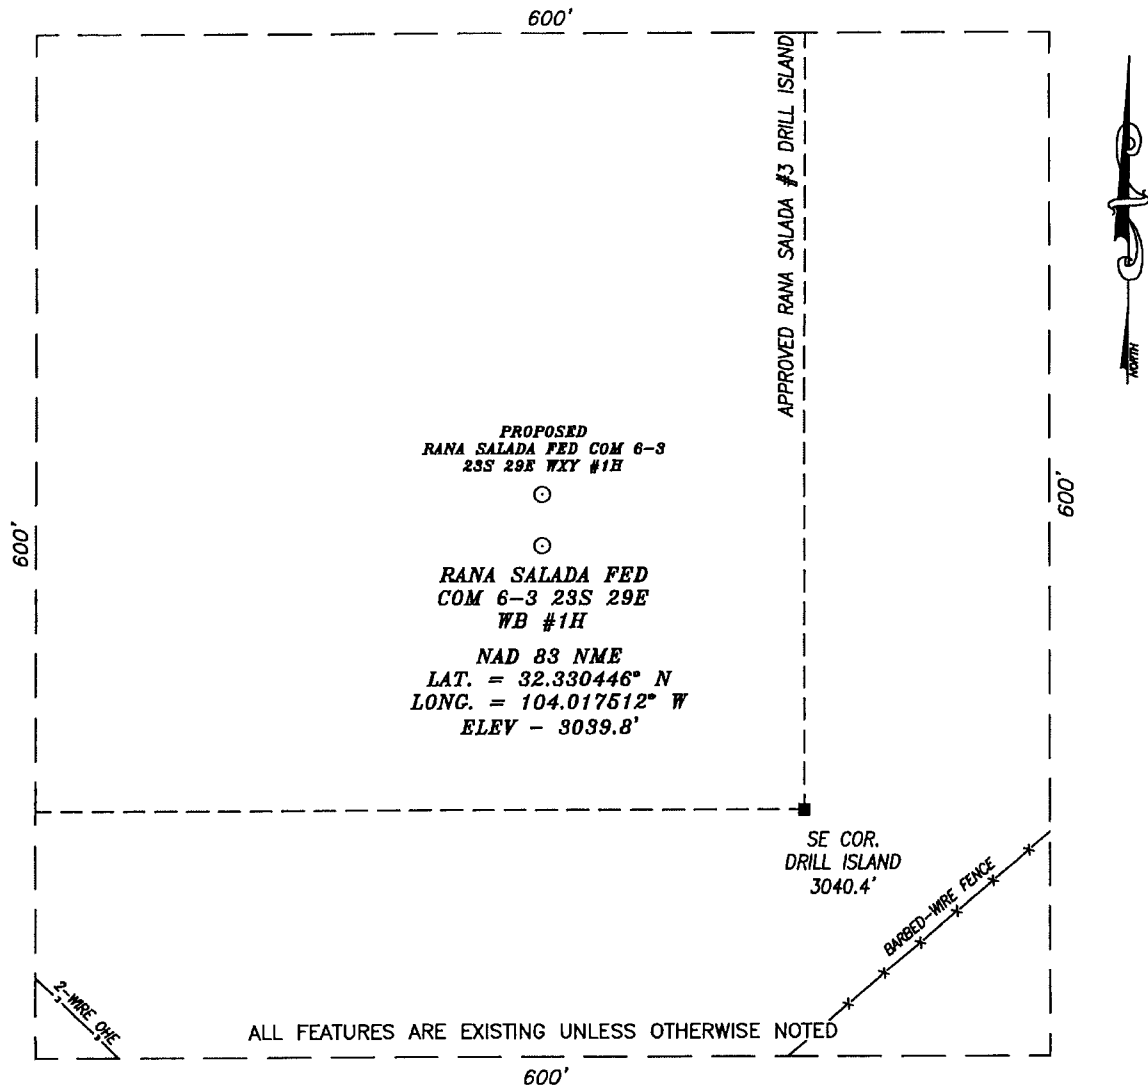 600'
APPROVED RANA SALADA #3 DRILL ISLAND
NORTH
PROPOSED
RANA SALADA FED COM 6-3
23S 29E WXY #1H
600'
600'
RANA SALADA FED
COM 6-3 23S 29E
WB #1H
NAD 83 NME
LAT. = 32.330446° N
LONG. = 104.017512° W
ELEV - 3039.8'
SE COR.
DRILL ISLAND
3040.4'
BARBED-WIRE FENCE
2-WIRE OHE
ALL FEATURES ARE EXISTING UNLESS OTHERWISE NOTED
600'